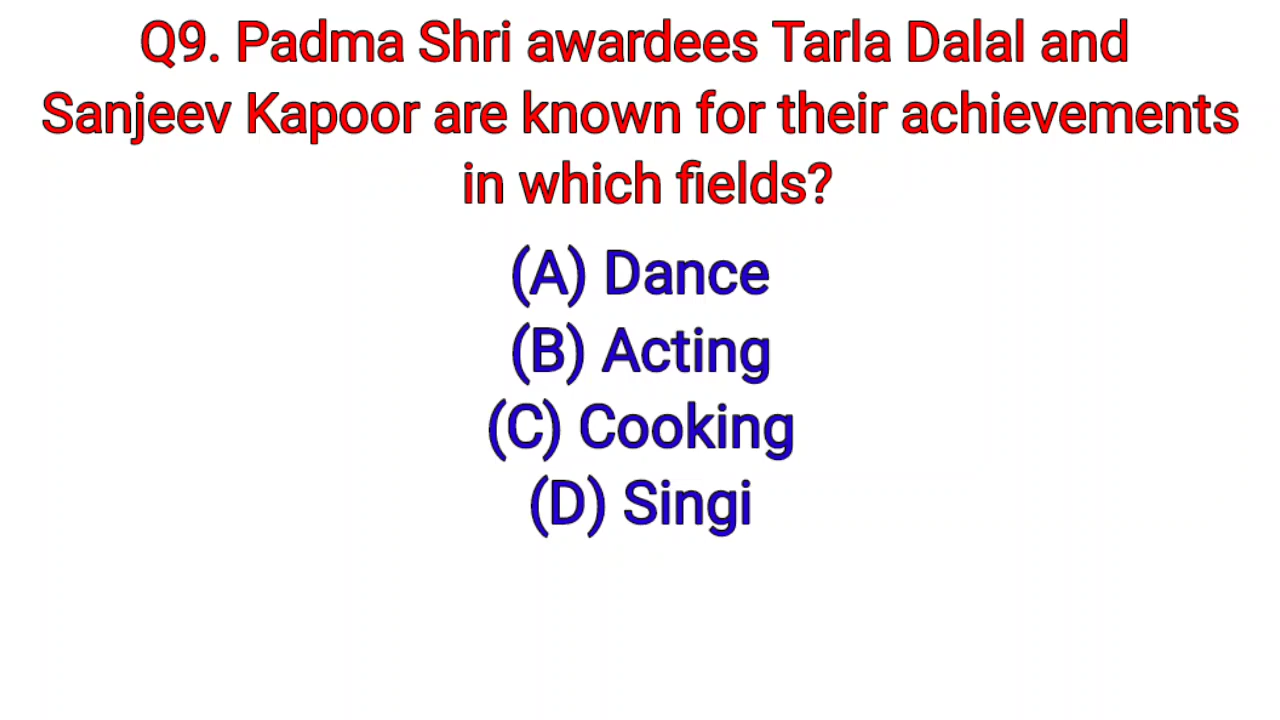 Q9. Padma Shri awardees Tarla Dalal and
Sanjeev Kapoor are known for their achievements
in which fields?
(A) Dance
(B) Acting
(C) Cooking
(D) Singi